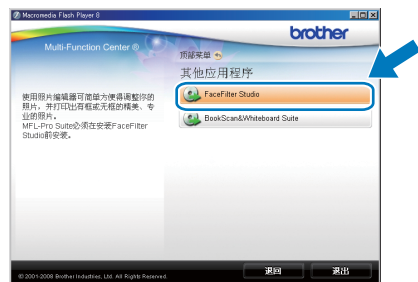 Macromedia Flash Player 8
brother
Multi-Function Center ®
顶部菜单
其他应用程序
使用照片编辑器可简单方便得调整你的
照片，并打印出有框或无框的精美、专
业的照片。
MFL-Pro Suite必须在安装FaceFilter
Studio前安装。
FaceFilter Studio
BookScan&Whiteboard Suite
© 2001-2008 Brother Industries, Ltd. All Rights Reserved.
退回
退出